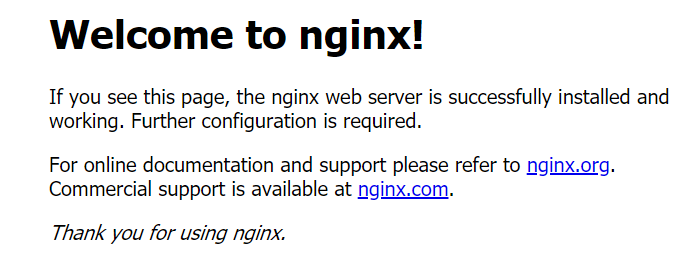 Welcome to nginx!
If you see this page, the nginx web server is successfully installed and
working. Further configuration is required.
For online documentation and support please refer to nginx.org.
Commercial support is available at nginx.com.
Thank you for using nginx.